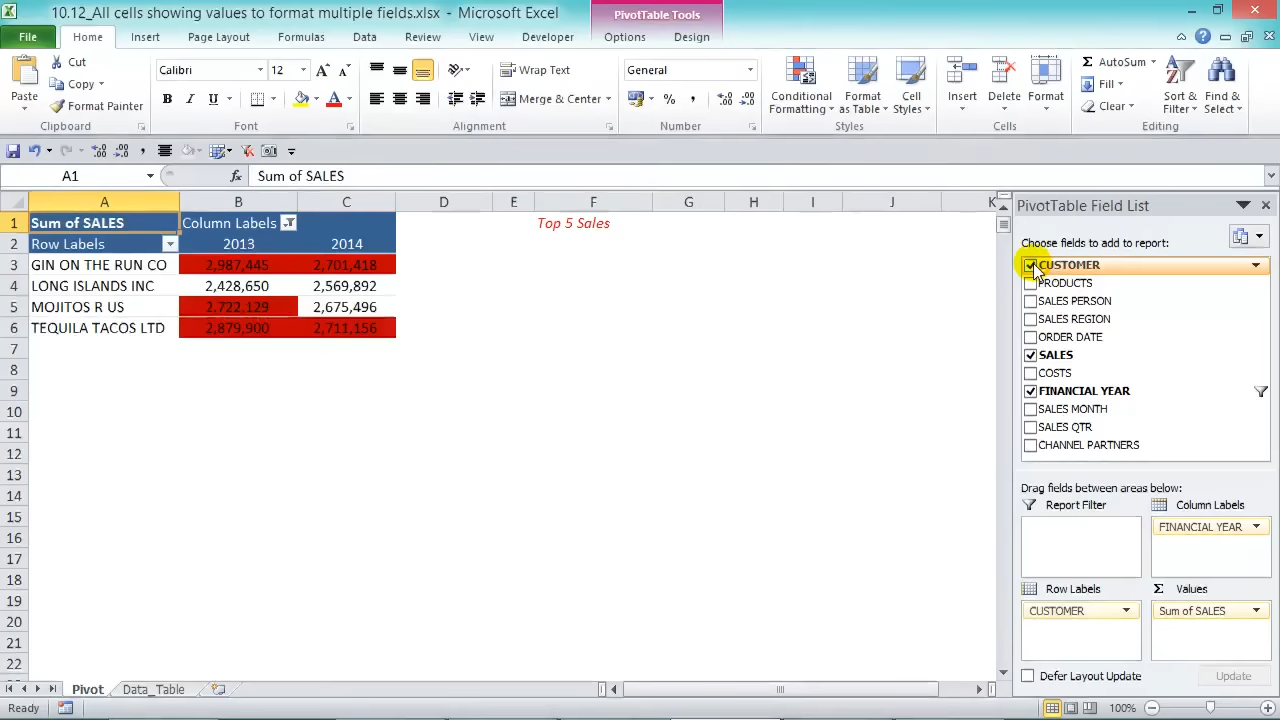 10.12_All cells showing values to format multiple fields.xlsx - Microsoft Excel
PivotTable Tools
File Home Insert Page Layout Formulas Data Review View Developer Options Design
Paste
Cut
Copy
Format Painter
Clipboard
Calibri 12
B I U
Font
Wrap Text
Merge & Center
Alignment
General
Number
Conditional Formatting
Format as Table
Cell Styles
Styles
Insert Delete Format
Cells
AutoSum
Fill
Clear
Sort & Filter
Find & Select
Editing
A1 fx Sum of SALES
A B C D E F G H I J K
1 Sum of SALES Column Labels Top 5 Sales
2 Row Labels 2013 2014
3 GIN ON THE RUN CO 2,987,445 2,701,418
4 LONG ISLANDS INC 2,428,650 2,569,892
5 MOJITOS R US 2,722,129 2,675,496
6 TEQUILA TACOS LTD 2,879,900 2,711,156
7
8
9
10
11
12
13
14
15
16
17
18
19
20
21
22
PivotTable Field List
Choose fields to add to report:
CUSTOMER
PRODUCTS
SALES PERSON
SALES REGION
ORDER DATE
SALES
COSTS
FINANCIAL YEAR
SALES MONTH
SALES QTR
CHANNEL PARTNERS
Drag fields between areas below:
Report Filter Column Labels
FINANCIAL YEAR
Row Labels Σ Values
CUSTOMER Sum of SALES
Defer Layout Update Update
Pivot Data_Table
Ready 100%